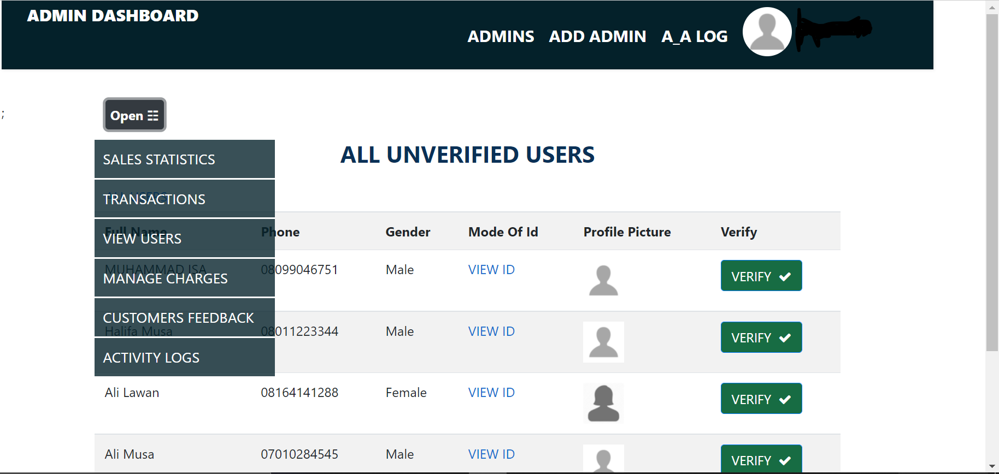 ADMIN DASHBOARD
ADMINS ADD ADMIN A_A LOG
;
Open
ALL UNVERIFIED USERS
SALES STATISTICS
TRANSACTIONS
VIEW USERS
MANAGE CHARGES
CUSTOMERS FEEDBACK
ACTIVITY LOGS
Full Name Phone Gender Mode Of Id Profile Picture Verify
MUHAMMAD ISA 08099046751 Male VIEW ID VERIFY
Halifa Musa 08011223344 Male VIEW ID VERIFY
Ali Lawan 08164141288 Female VIEW ID VERIFY
Ali Musa 07010284545 Male VIEW ID VERIFY